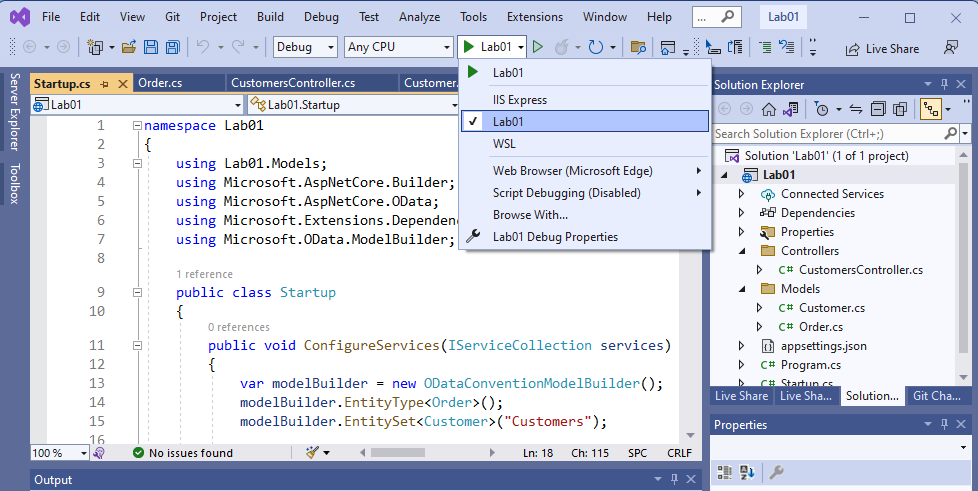 File Edit View Git Project Build Debug Test Analyze Tools Extensions Window Help ... Lab01
Debug Any CPU Lab01 Live Share
Startup.cs Order.cs CustomersController.cs Customer.
Lab01 Lab01.Startup
Lab01
IIS Express
Lab01
WSL
Web Browser (Microsoft Edge)
Script Debugging (Disabled)
Browse With...
Lab01 Debug Properties
Server Explorer
Toolbox
1 namespace Lab01
2 {
3 using Lab01.Models;
4 using Microsoft.AspNetCore.Builder;
5 using Microsoft.AspNetCore.OData;
6 using Microsoft.Extensions.Depend
7 using Microsoft.OData.ModelBuilder;
8
1 reference
9 public class Startup
10 {
0 references
11 public void ConfigureServices(IServiceCollection services)
12 {
13 var modelBuilder = new ODataConventionModelBuilder();
14 modelBuilder.EntityType<Order>();
15 modelBuilder.EntitySet<Customer>("Customers");
16
100 % No issues found Ln: 18 Ch: 115 SPC CRLF
Output
Solution Explorer
Search Solution Explorer (Ctrl+;)
Solution 'Lab01' (1 of 1 project)
Lab01
Connected Services
Dependencies
Properties
Controllers
C# CustomersController.cs
Models
C# Customer.cs
C# Order.cs
appsettings.json
C# Program.cs
C# Startup.cs
Live Share Live Sha... Solution... Git Cha...
Properties